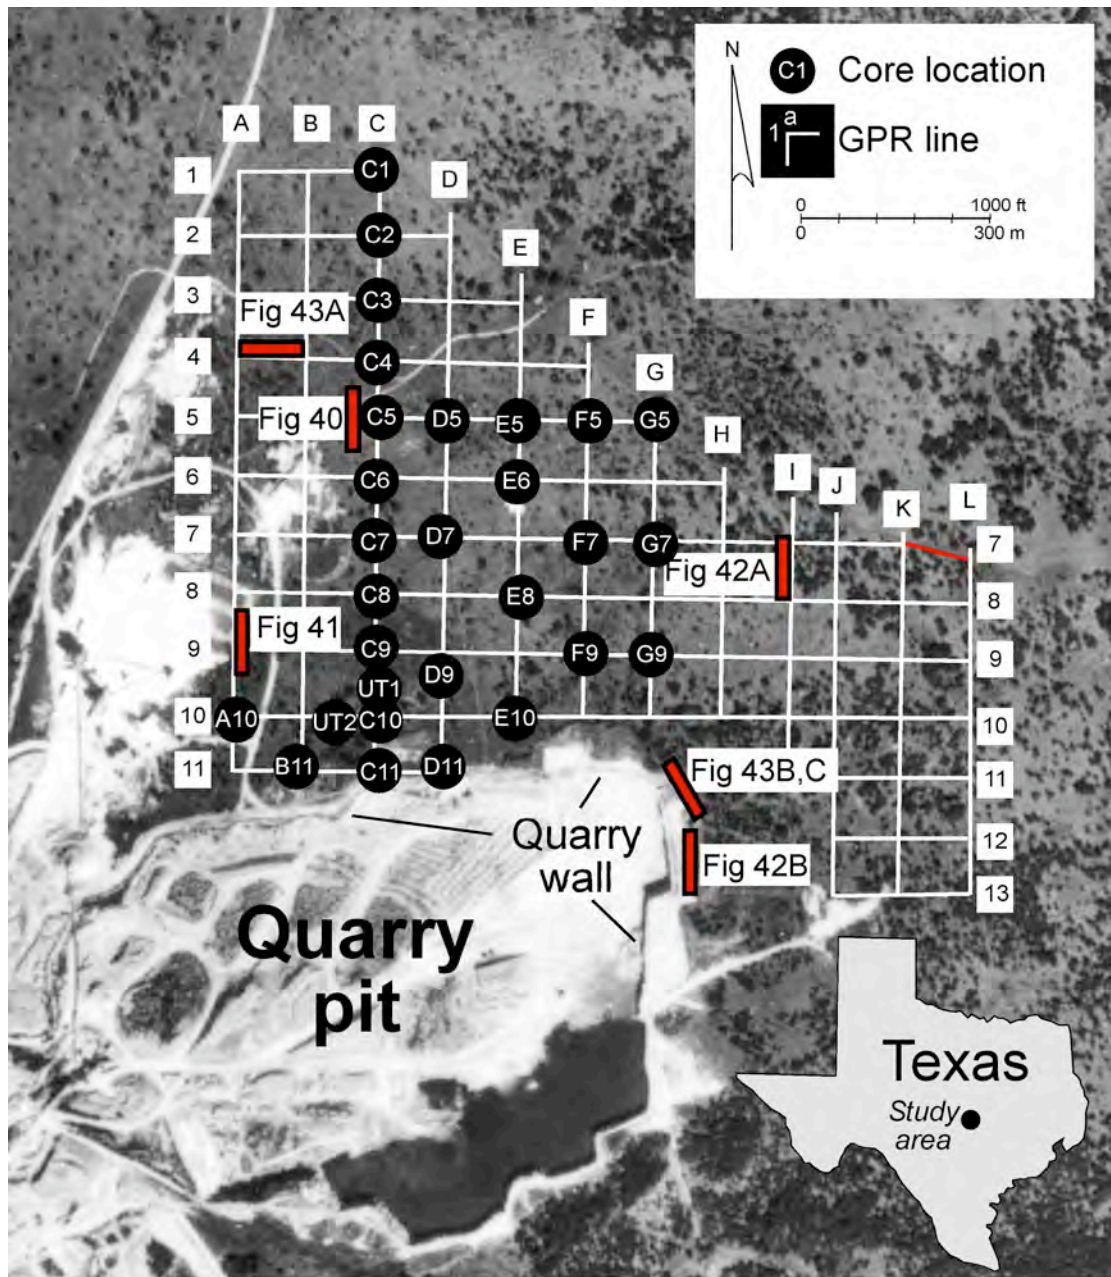 N
C1 Core location
a
1 GPR line
0 1000 ft
0 300 m
A B C
1 C1
D
2 C2
E
3 C3
Fig 43A
F
4 C4
G
5 Fig 40 C5 D5 E5 F5 G5
H
6 C6 E6
I J K L
7 C7 D7 F7 G7 7
Fig 42A
8 C8 E8 8
Fig 41
9 C9 F9 G9 9
D9
UT1
10 A10 UT2 C10 E10 10
11 B11 C11 D11 Fig 43B,C 11
Quarry
wall
12
Fig 42B
13
Quarry
pit
Texas
Study
area